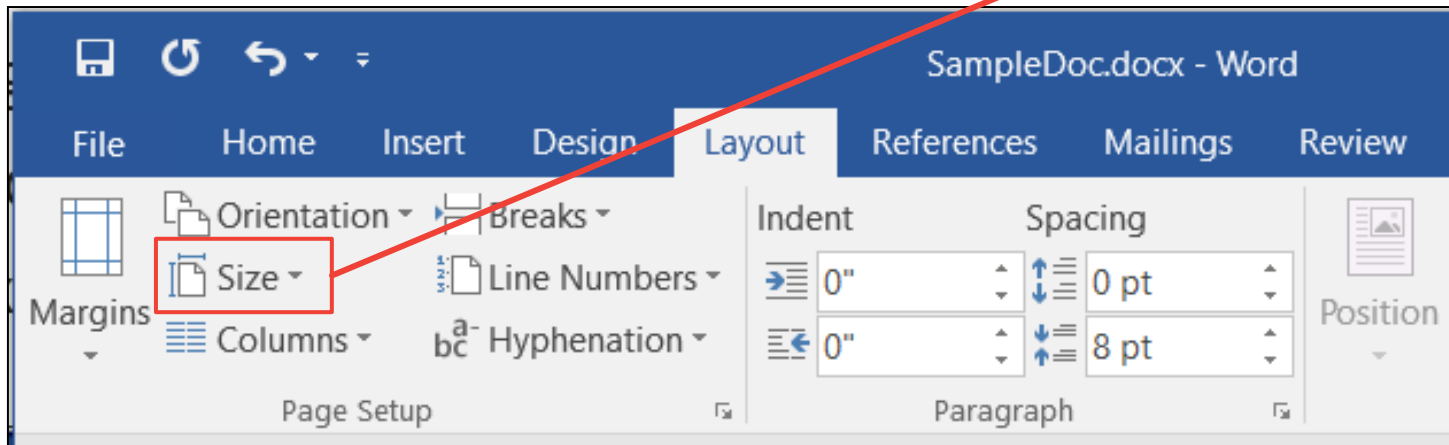 SampleDoc.docx - Word
File Home Insert Design Layout References Mailings Review
Orientation Breaks Indent Spacing
Size Line Numbers 0" 0 pt
Margins Position
Columns Hyphenation 0" 8 pt
Page Setup Paragraph